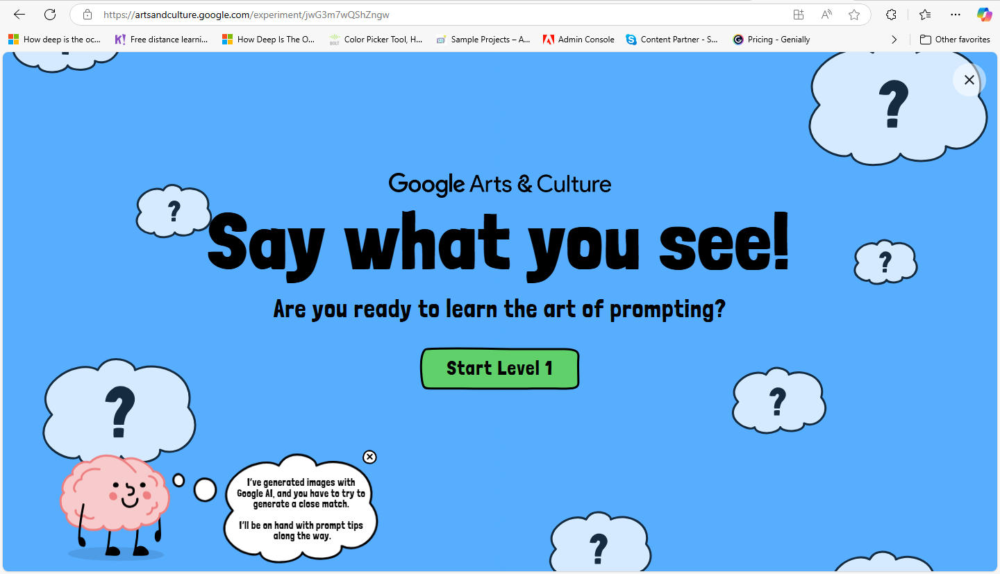 https://artsandculture.google.com/experiment/jwG3m7wQShZngw
How deep is the oc...
K! Free distance learni...
How Deep Is The O...
BOLT Color Picker Tool, H...
Sample Projects – A...
Admin Console
Content Partner - S...
Pricing - Genially
Other favorites
?
?
?
Google Arts & Culture
Say what you see!
?
Are you ready to learn the art of prompting?
Start Level 1
?
?
I've generated images with
Google AI, and you have to try to
generate a close match.
I'll be on hand with prompt tips
along the way.
?